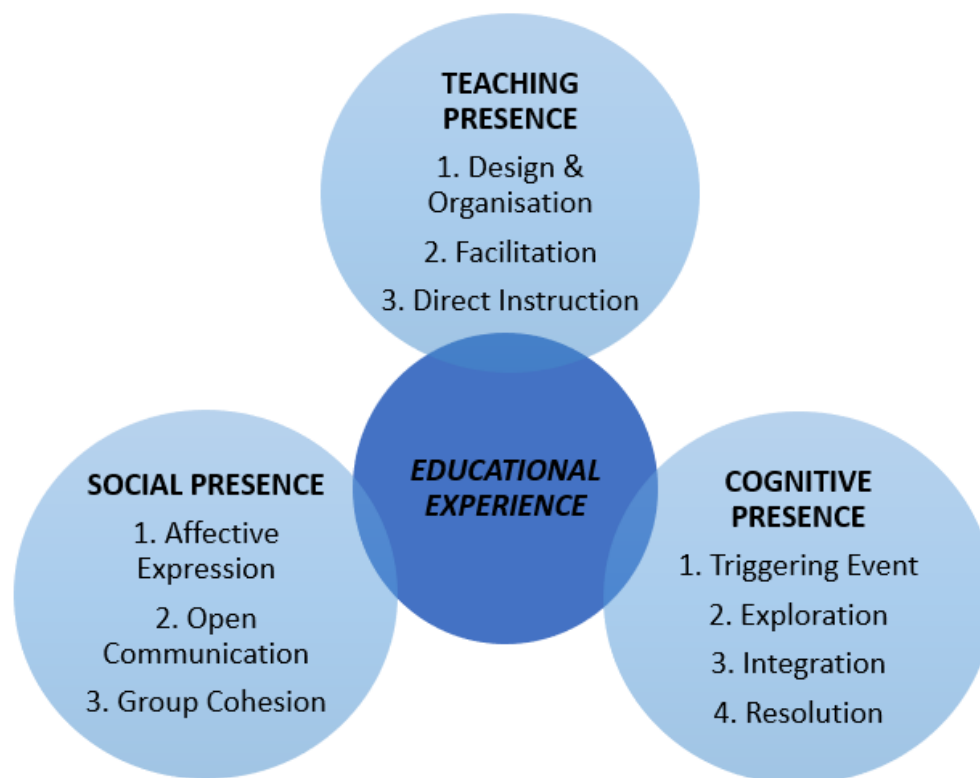 TEACHING
PRESENCE
1. Design &
Organisation
2. Facilitation
3. Direct Instruction
EDUCATIONAL
EXPERIENCE
SOCIAL PRESENCE
1. Affective
Expression
2. Open
Communication
3. Group Cohesion
COGNITIVE
PRESENCE
1. Triggering Event
2. Exploration
3. Integration
4. Resolution